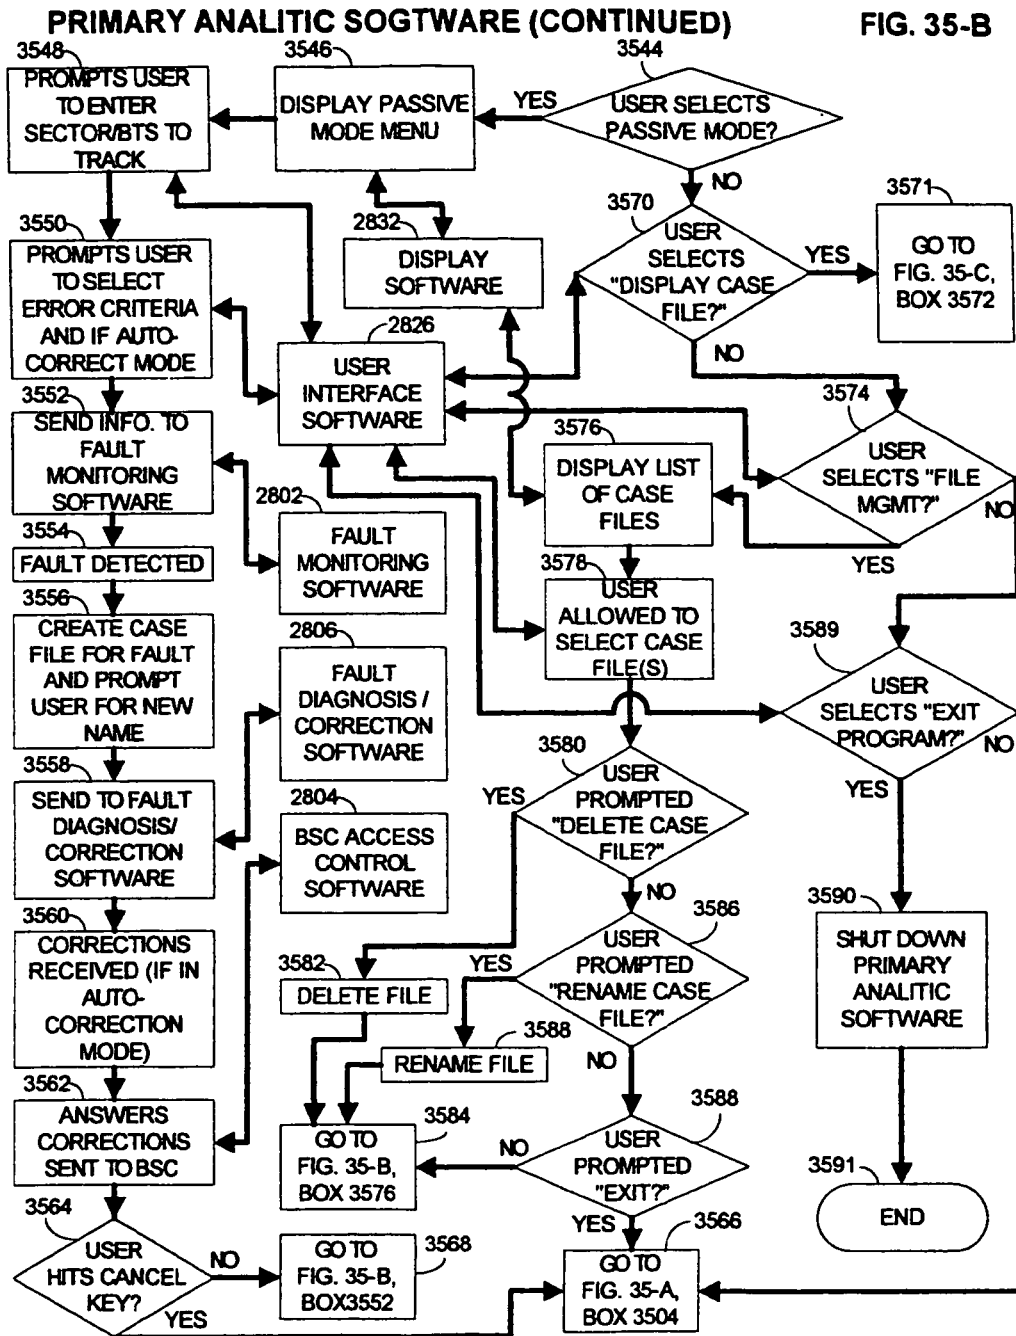 PRIMARY ANALITIC SOGTWARE (CONTINUED)
FIG. 35-B
3548
PROMPTS USER
TO ENTER
SECTOR/BTS TO
TRACK
3546
DISPLAY PASSIVE
MODE MENU
YES
3544
USER SELECTS
PASSIVE MODE?
NO
3550
PROMPTS USER
TO SELECT
ERROR CRITERIA
AND IF AUTO-
CORRECT MODE
2832
DISPLAY
SOFTWARE
3570
USER
SELECTS
"DISPLAY CASE
FILE?"
YES
NO
3571
GO TO
FIG. 35-C,
BOX 3572
2826
USER
INTERFACE
SOFTWARE
3552
SEND INFO. TO
FAULT
MONITORING
SOFTWARE
3576
DISPLAY LIST
OF CASE
FILES
3574
USER
SELECTS "FILE
MGMT?"
NO
YES
2802
FAULT
MONITORING
SOFTWARE
3554
FAULT DETECTED
3578
USER
ALLOWED TO
SELECT CASE
FILE(S)
3556
CREATE CASE
FILE FOR FAULT
AND PROMPT
USER FOR NEW
NAME
2806
FAULT
DIAGNOSIS /
CORRECTION
SOFTWARE
3589
USER
SELECTS "EXIT
PROGRAM?"
NO
YES
3558
SEND TO FAULT
DIAGNOSIS/
CORRECTION
SOFTWARE
2804
BSC ACCESS
CONTROL
SOFTWARE
3580
YES
USER
PROMPTED
"DELETE CASE
FILE?"
NO
3560
CORRECTIONS
RECEIVED (IF IN
AUTO-
CORRECTION
MODE)
3582
DELETE FILE
3586
YES
USER
PROMPTED
"RENAME CASE
FILE?"
NO
3590
SHUT DOWN
PRIMARY
ANALITIC
SOFTWARE
3588
RENAME FILE
3562
ANSWERS
CORRECTIONS
SENT TO BSC
3584
GO TO
FIG. 35-B,
BOX 3576
3588
NO
USER
PROMPTED
"EXIT?"
YES
3591
END
3564
USER
HITS CANCEL
KEY?
NO
YES
3568
GO TO
FIG. 35-B,
BOX3552
3566
GO TO
FIG. 35-A,
BOX 3504